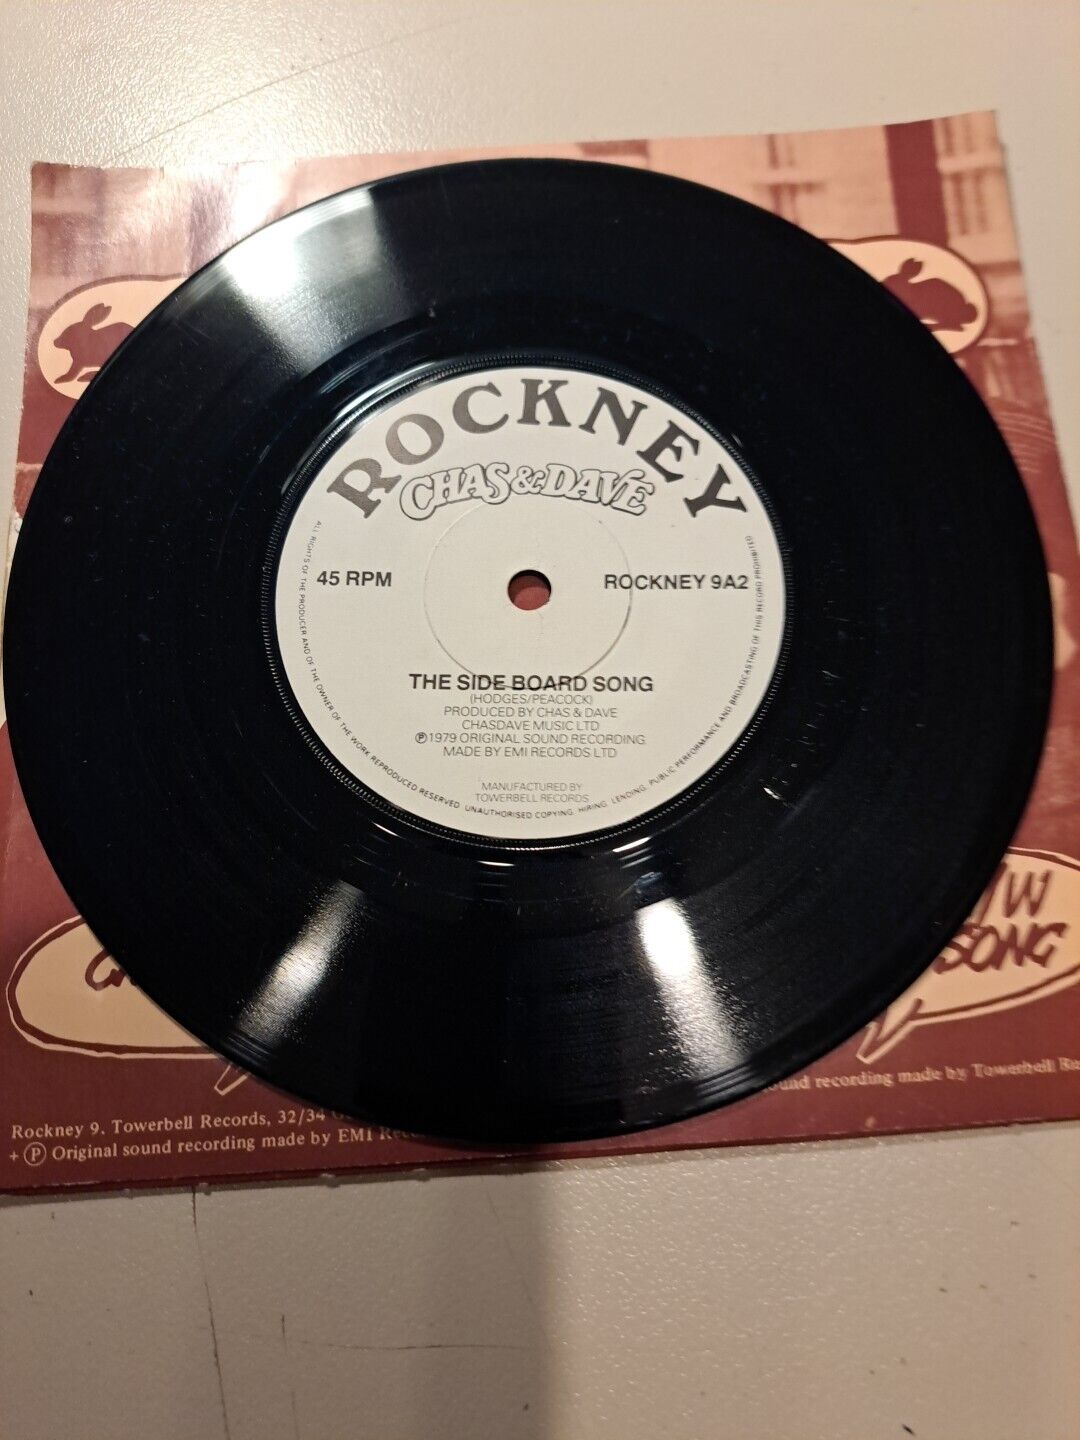 ROCKNEY
CHAS & DAVE
45 RPM
ROCKNEY 9A2
THE SIDE BOARD SONG
(HODGES/PEACOCK)
PRODUCED BY CHAS & DAVE
CHASDAVE MUSIC LTD
Ⓟ 1979 ORIGINAL SOUND RECORDING
MADE BY EMI RECORDS LTD
MANUFACTURED BY
TOWERBELL RECORDS
ALL RIGHTS OF THE PRODUCER AND OF THE OWNER OF THE WORK REPRODUCED RESERVED. UNAUTHORISED COPYING, HIRING, LENDING, PUBLIC PERFORMANCE AND BROADCASTING OF THIS RECORD PROHIBITED
SONG
Rockney 9. Towerbell Records, 32/34
+ Ⓟ Original sound recording made by EMI
sound recording made by Towerbell